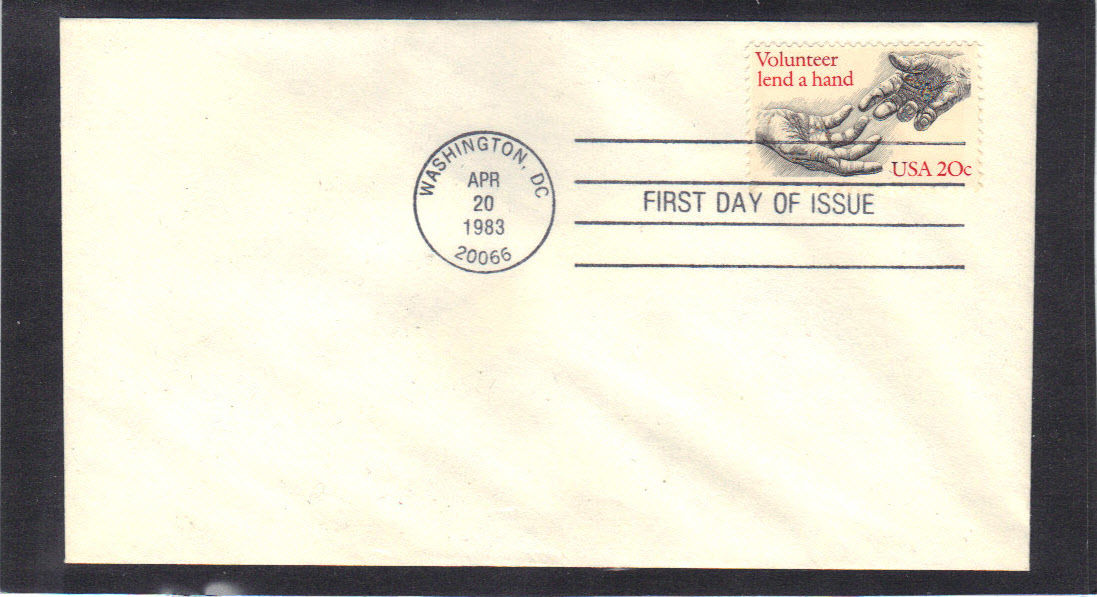 Volunteer
lend a hand
USA 20c
WASHINGTON, DC
APR
20
1983
20066
FIRST DAY OF ISSUE